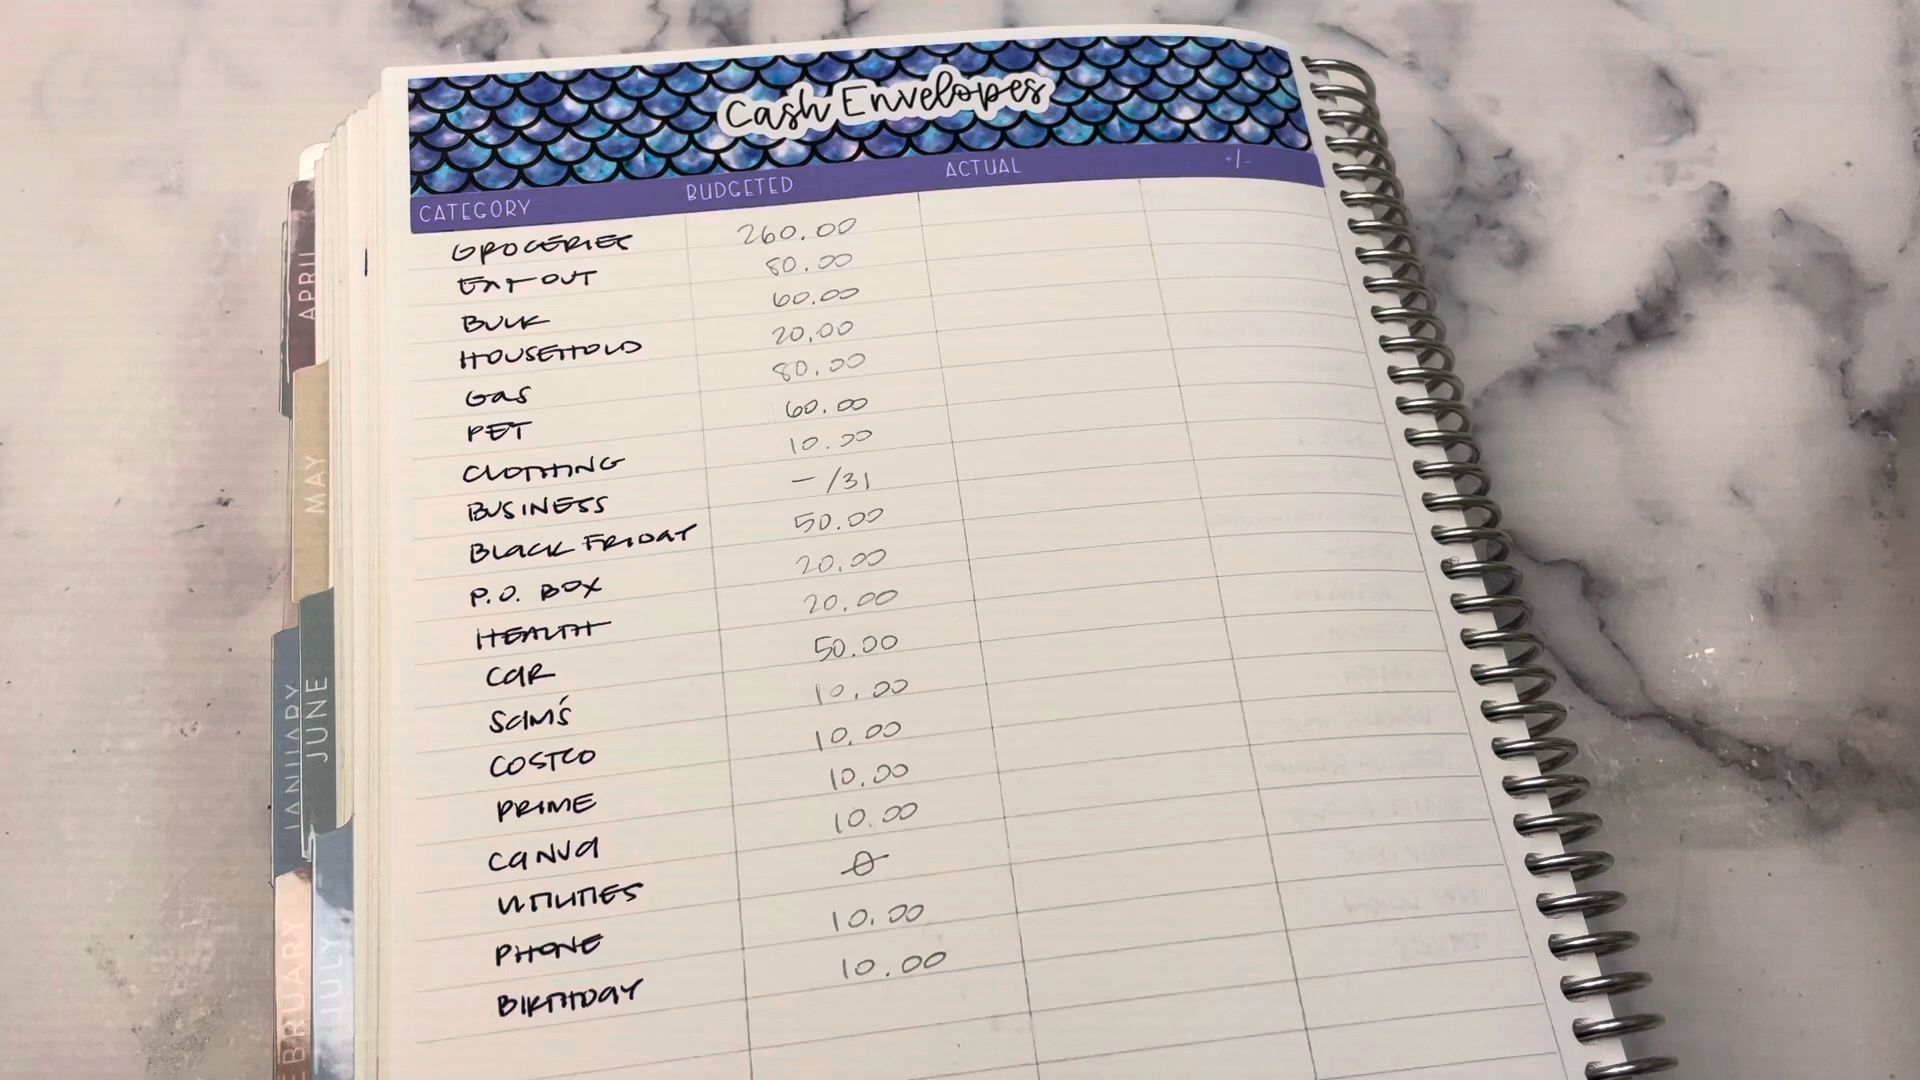 Cash Envelopes
CATEGORY BUDGETED ACTUAL +/-
GROCERIES 260.00
EAT OUT 80.00
BULK 60.00
HOUSEHOLD 20.00
GAS 80.00
PET 60.00
CLOTHING 10.00
BUSINESS - /31
BLACK FRIDAY 50.00
P.O. BOX 20.00
HEALTH 20.00
CAR 50.00
SAM'S 10.00
COSTCO 10.00
PRIME 10.00
CANVA 10.00
UTILITIES 0
PHONE 10.00
BIRTHDAY 10.00
APRIL
MAY
JANUARY
JUNE
FEBRUARY
JULY